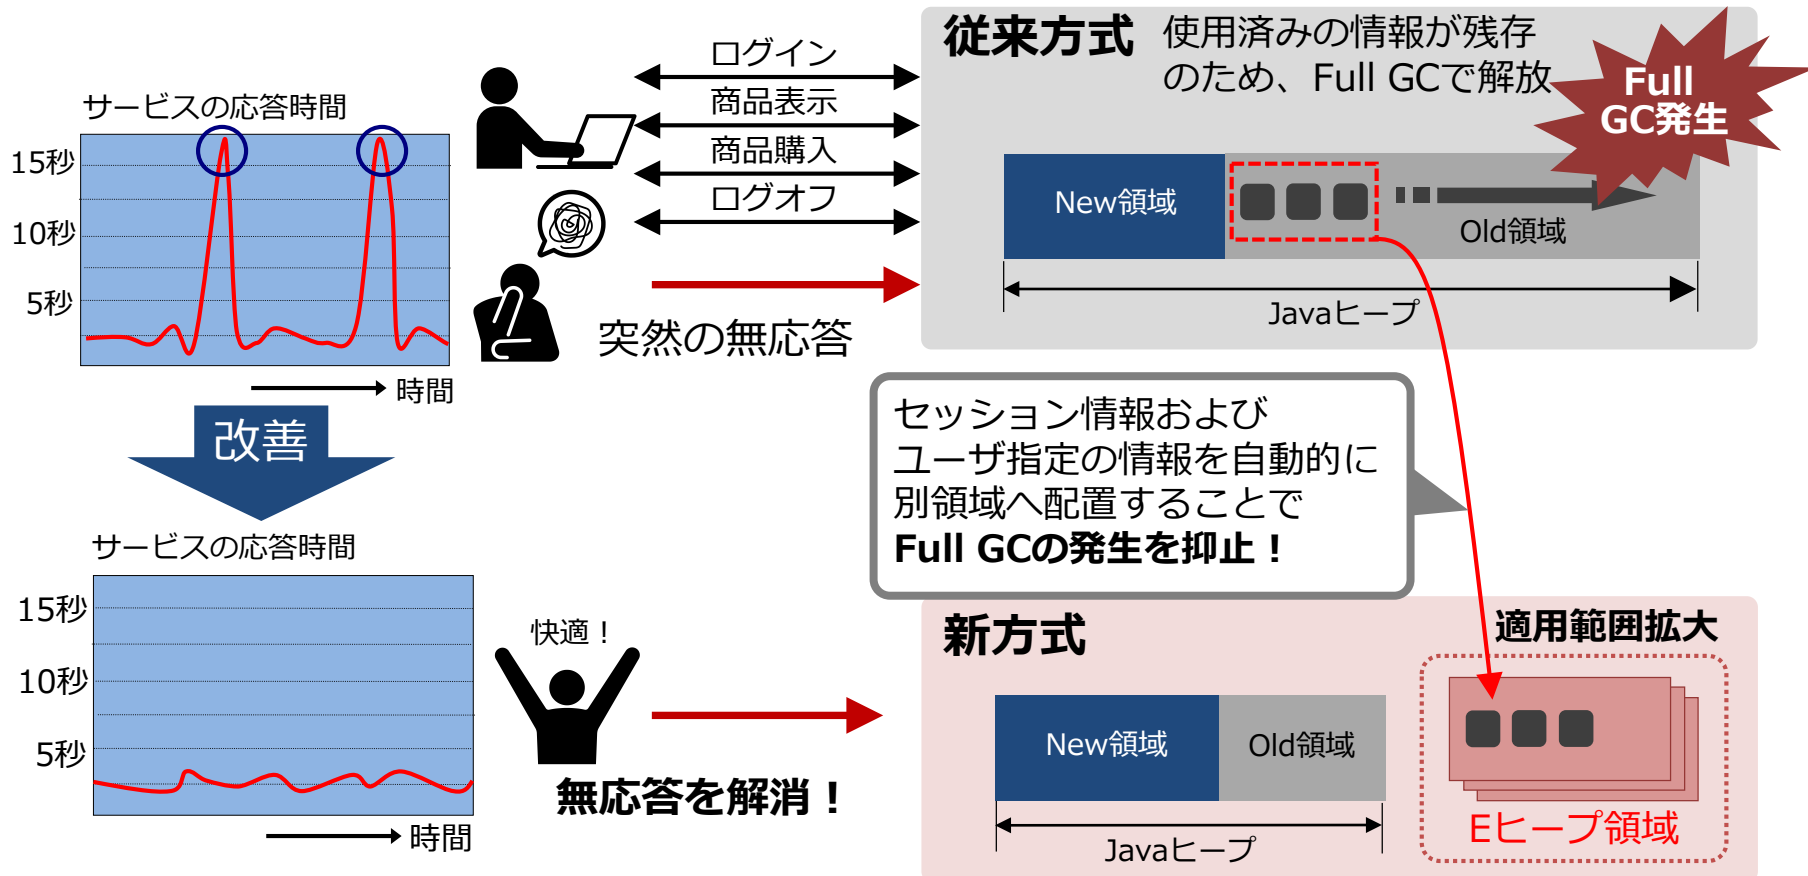 サービスの応答時間
15秒
10秒
5秒
時間
ログイン
商品表示
商品購入
ログオフ
突然の無応答
従来方式
使用済みの情報が残存
のため、Full GCで解放
Full
GC発生
New領域
Old領域
Javaヒープ
改善
セッション情報および
ユーザ指定の情報を自動的に
別領域へ配置することで
Full GCの発生を抑止!
サービスの応答時間
15秒
10秒
5秒
時間
快適!
無応答を解消!
新方式
適用範囲拡大
New領域
Old領域
Javaヒープ
Eヒープ領域